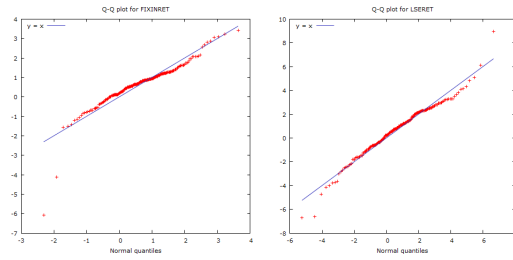 Q-Q plot for FIXINRET
y = x
4
3
2
1
0
-1
-2
-3
-4
-5
-6
-7
-3 -2 -1 0 1 2 3 4
Normal quantiles
Q-Q plot for LSERET
y = x
10
8
6
4
2
0
-2
-4
-6
-8
-6 -4 -2 0 2 4 6 8
Normal quantiles